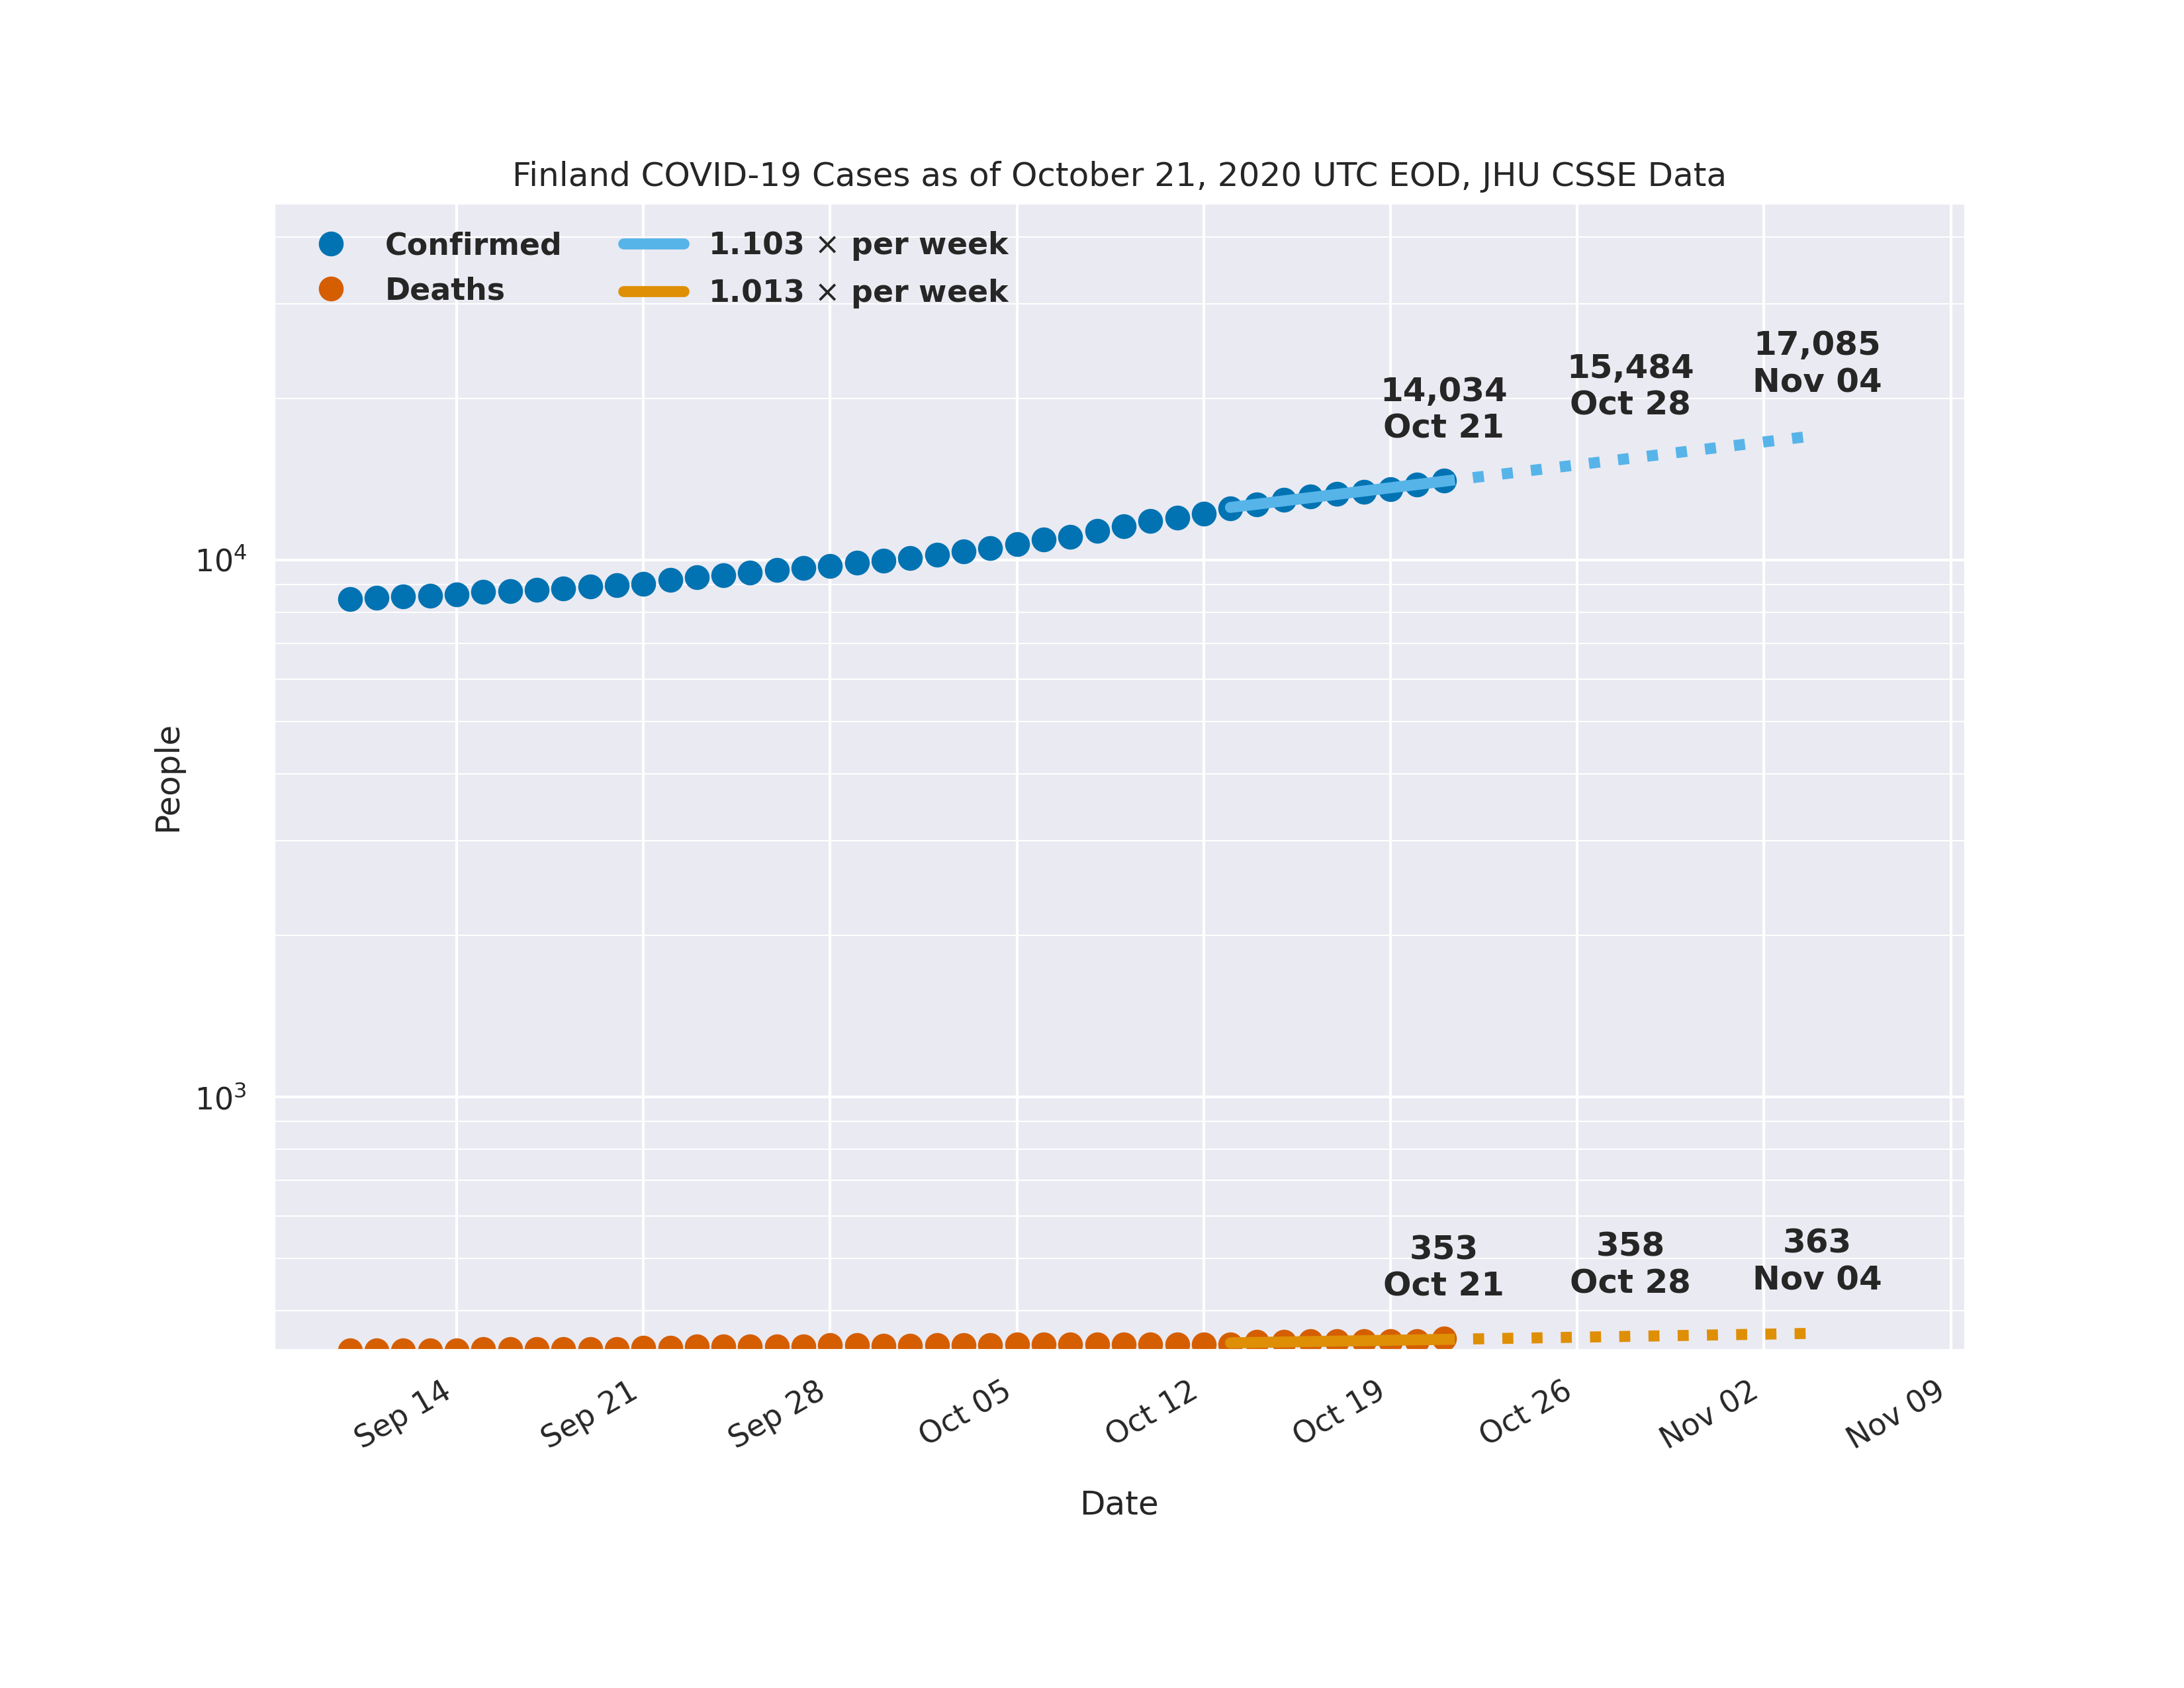 Finland COVID-19 Cases as of October 21, 2020 UTC EOD, JHU CSSE Data
Confirmed
Deaths
1.103 × per week
1.013 × per week
14,034
Oct 21
15,484
Oct 28
17,085
Nov 04
10⁴
10³
People
353
Oct 21
358
Oct 28
363
Nov 04
Sep 14
Sep 21
Sep 28
Oct 05
Oct 12
Oct 19
Oct 26
Nov 02
Nov 09
Date